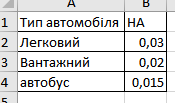 A B
1 Тип автомобіля НА
2 Легковий 0,03
3 Вантажний 0,02
4 автобус 0,015